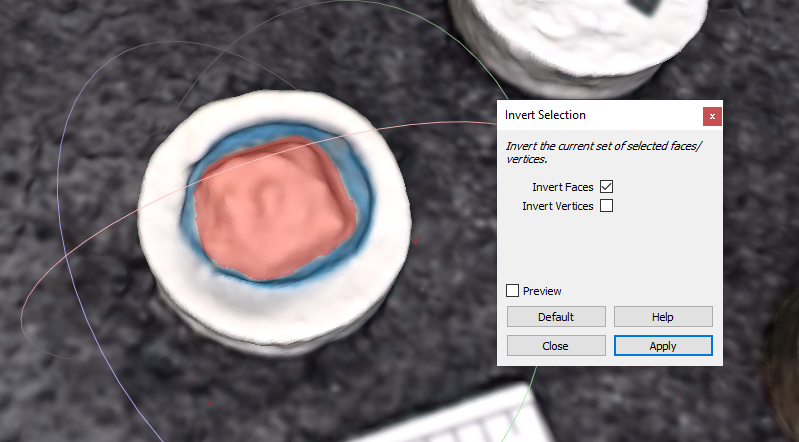 Invert Selection
x
Invert the current set of selected faces/
vertices.
Invert Faces
Invert Vertices
Preview
Default
Help
Close
Apply